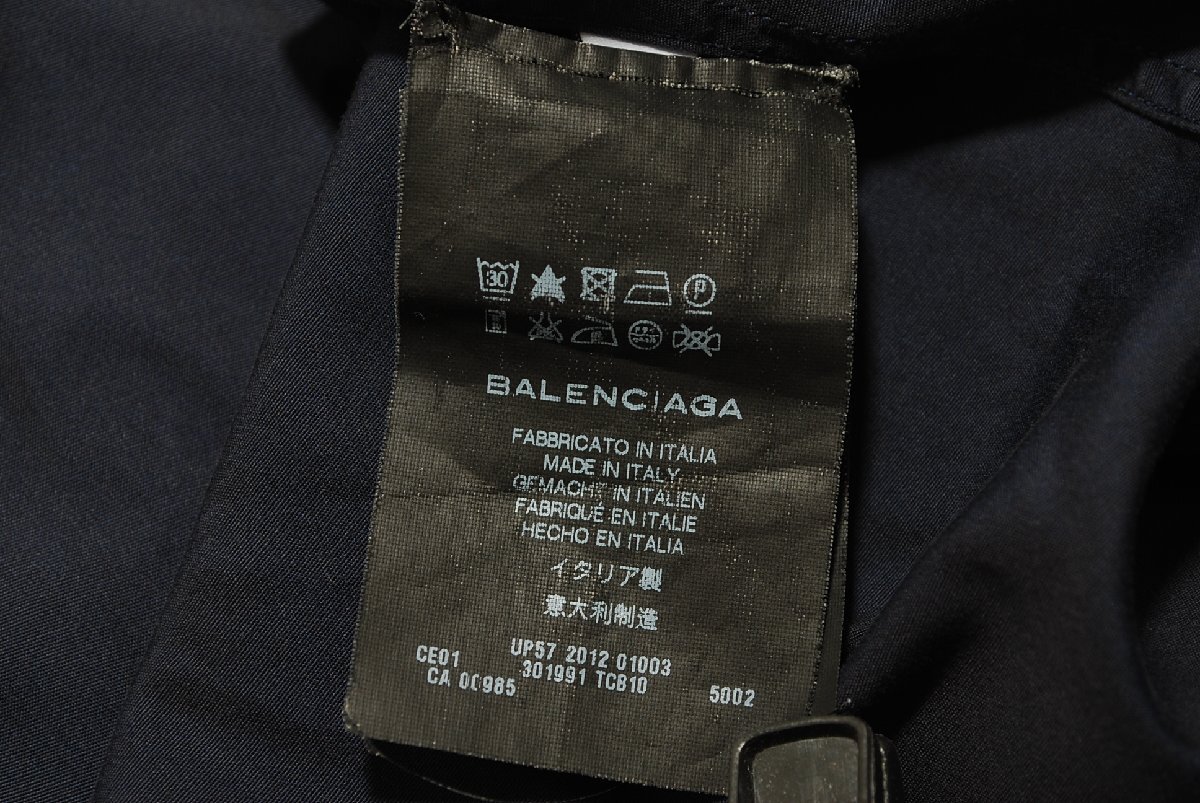 30 P
BALENCIAGA
FABBRICATO IN ITALIA
MADE IN ITALY
GEMACHT IN ITALIEN
FABRIQUÉ EN ITALIE
HECHO EN ITALIA
イタリア製
意大利制造
CE01 UP57 2012 01003
CA 00985 301991 TCB10 5002